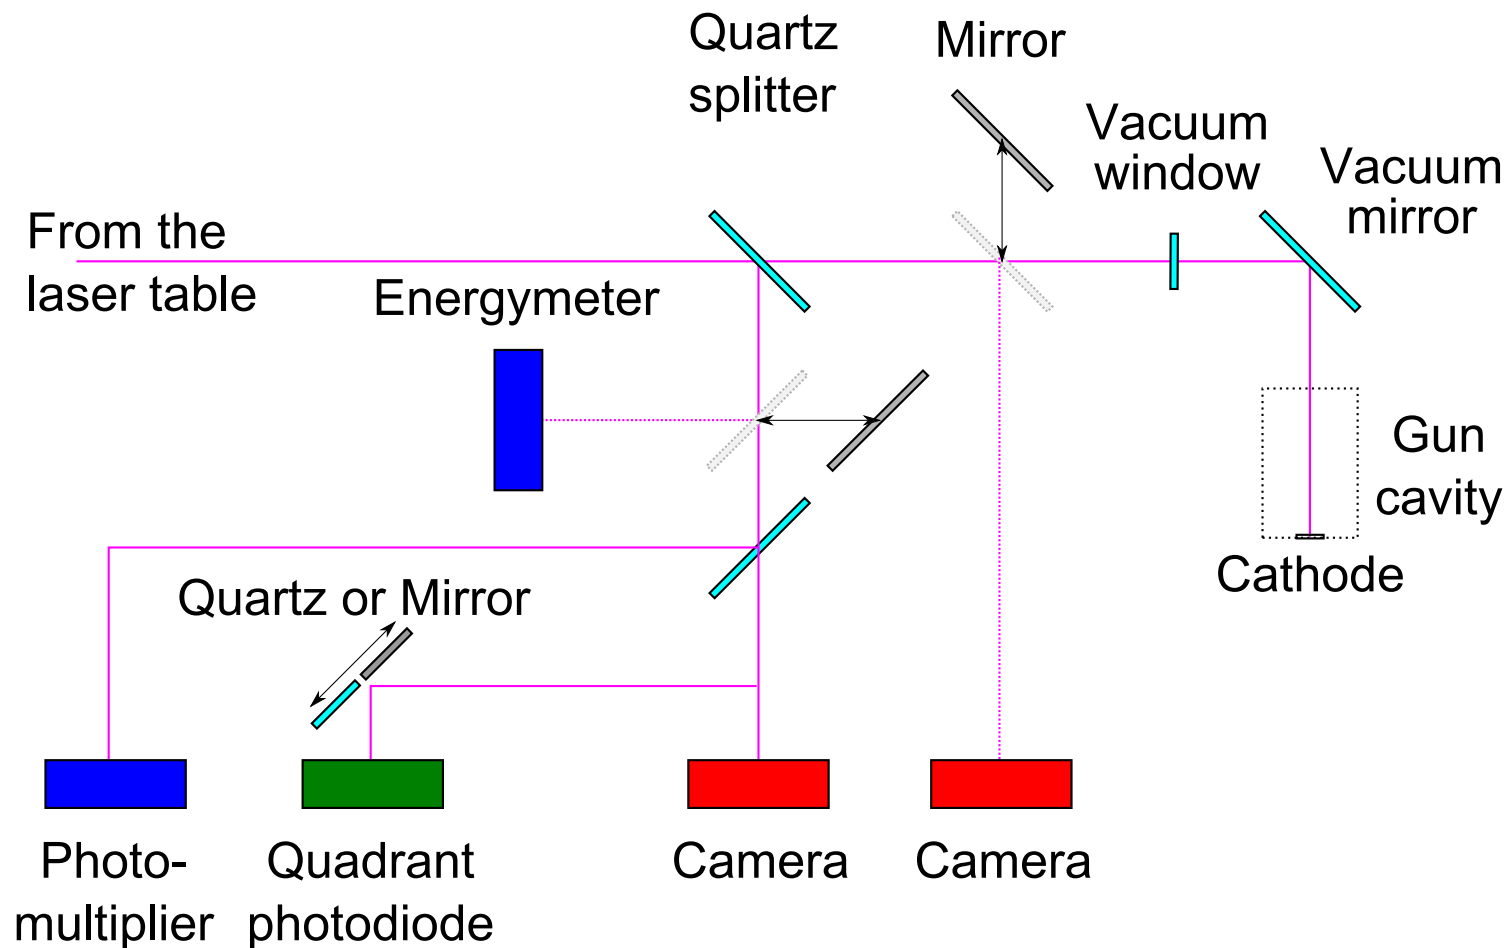 Quartz
splitter
Mirror
Vacuum
window
Vacuum
mirror
From the
laser table
Energymeter
Gun
cavity
Cathode
Quartz or Mirror
Photo-
multiplier
Quadrant
photodiode
Camera
Camera